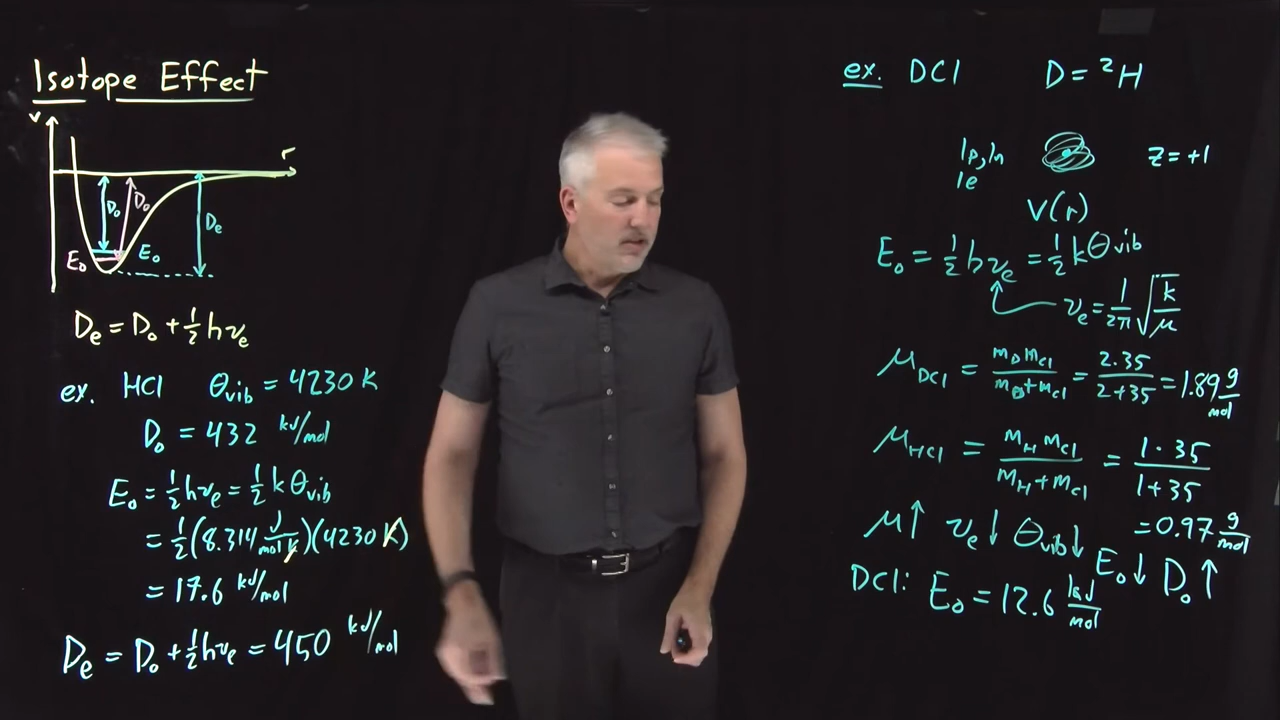 Isotope Effect
V
r
D₀ D₀ Dₑ
E₀ E₀
Dₑ = D₀ + ½hνₑ
ex. HCl Θvib = 4230 K
D₀ = 432 kJ/mol
E₀ = ½hνₑ = ½kΘvib
= ½(8.314 J/mol K)(4230 K)
= 17.6 kJ/mol
Dₑ = D₀ + ½hνₑ = 450 kJ/mol
ex. DCl D = ²H
1p, 1n Z = +1
1e
V(r)
E₀ = ½hνₑ = ½kΘvib
νₑ = 1/2π √k/μ
μDCl = mD mCl / mD + mCl = 2·35 / 2+35 = 1.89 g/mol
μHCl = mH mCl / mH + mCl = 1·35 / 1+35
= 0.97 g/mol
μ↑ νₑ↓ Θvib↓ E₀↓ D₀↑
DCl: E₀ = 12.6 kJ/mol